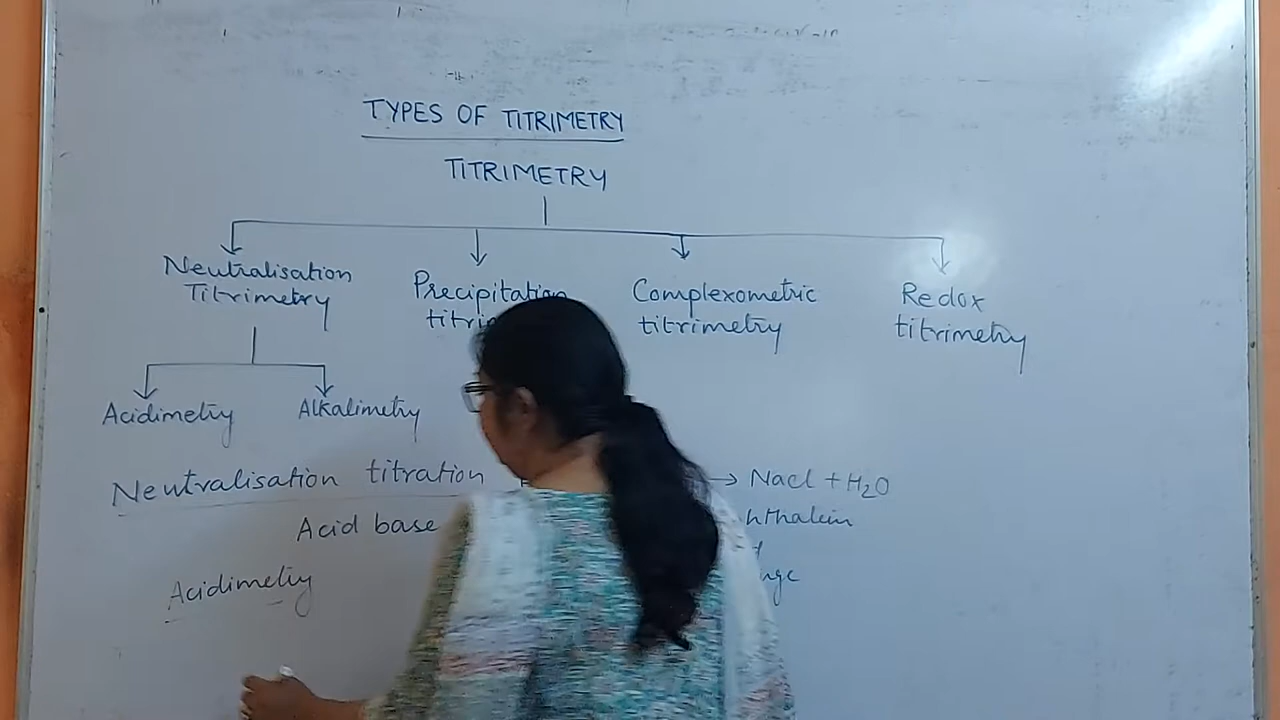 TYPES OF TITRIMETRY
TITRIMETRY
Neutralisation
Titrimetry
Precipitation
Complexometric
titrimetry
Redox
titrimetry
Acidimetry
Alkalimetry
Neutralisation titration
→ Nacl + H2O
Acid base
Acidimetry